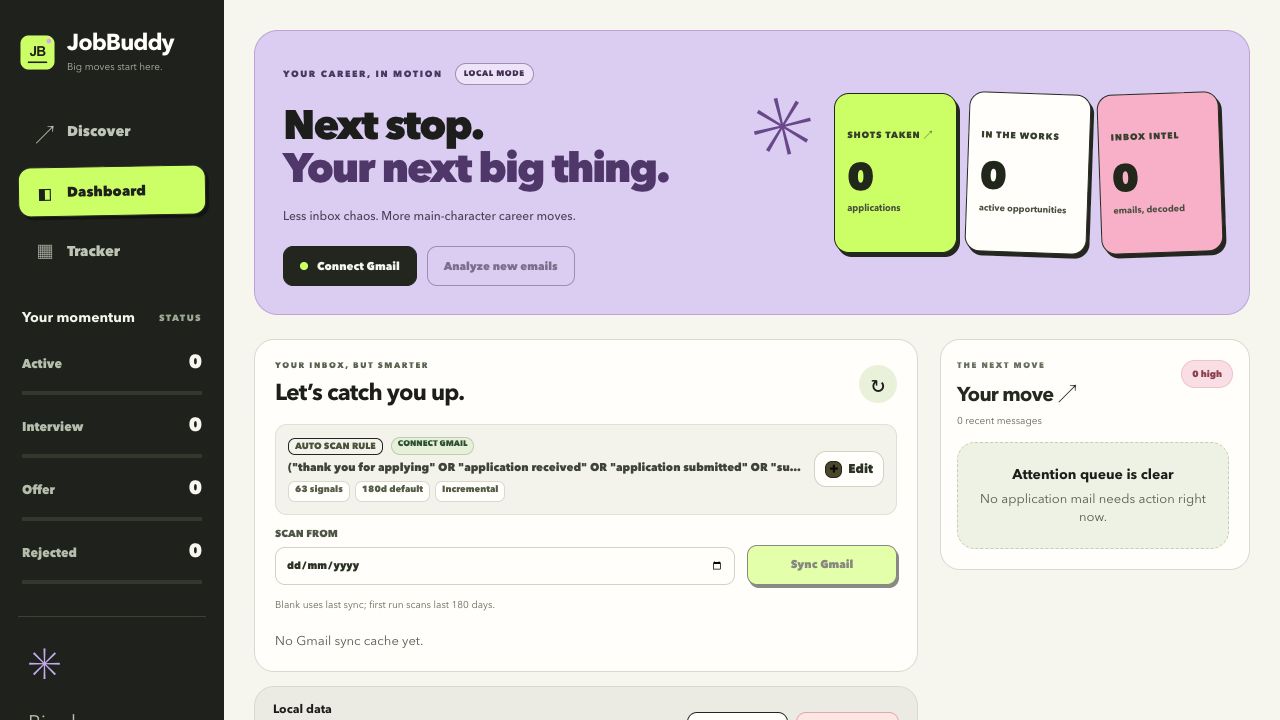 JB
JobBuddy
Big moves start here.
Discover
Dashboard
Tracker
Your momentum STATUS
Active 0
Interview 0
Offer 0
Rejected 0
YOUR CAREER, IN MOTION LOCAL MODE
Next stop.
Your next big thing.
Less inbox chaos. More main-character career moves.
Connect Gmail Analyze new emails
SHOTS TAKEN ↗
0
applications
IN THE WORKS
0
active opportunities
INBOX INTEL
0
emails, decoded
YOUR INBOX, BUT SMARTER
Let’s catch you up.
AUTO SCAN RULE CONNECT GMAIL
("thank you for applying" OR "application received" OR "application submitted" OR "su...
63 signals 180d default Incremental
Edit
SCAN FROM
dd/mm/yyyy
Sync Gmail
Blank uses last sync; first run scans last 180 days.
No Gmail sync cache yet.
Local data
THE NEXT MOVE
Your move ↗
0 high
0 recent messages
Attention queue is clear
No application mail needs action right
now.